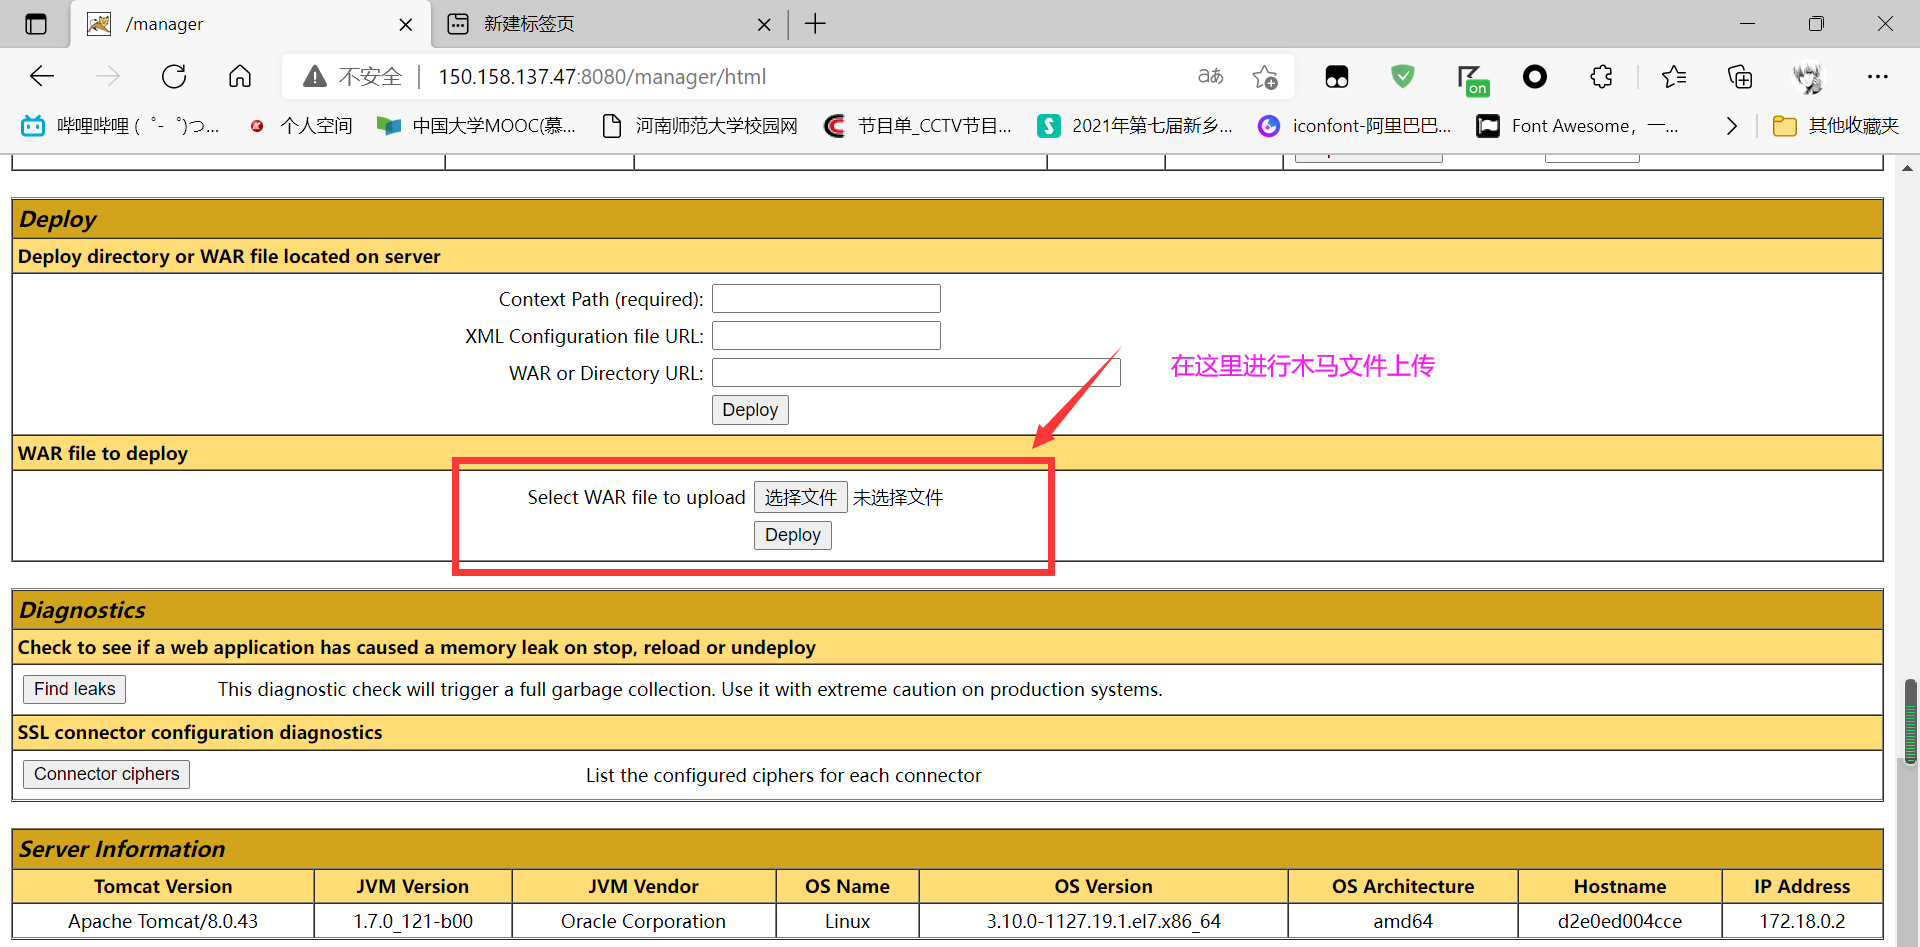 /manager
新建标签页
不安全
150.158.137.47:8080/manager/html
aあ
on
哔哩哔哩 (゜-゜)つ...
个人空间
中国大学MOOC(慕...
河南师范大学校园网
节目单_CCTV节目...
2021年第七届新乡...
iconfont-阿里巴巴...
Font Awesome，一...
其他收藏夹
Deploy
Deploy directory or WAR file located on server
Context Path (required):
XML Configuration file URL:
WAR or Directory URL:
在这里进行木马文件上传
Deploy
WAR file to deploy
Select WAR file to upload 选择文件 未选择文件
Deploy
Diagnostics
Check to see if a web application has caused a memory leak on stop, reload or undeploy
Find leaks This diagnostic check will trigger a full garbage collection. Use it with extreme caution on production systems.
SSL connector configuration diagnostics
Connector ciphers List the configured ciphers for each connector
Server Information
Tomcat Version JVM Version JVM Vendor OS Name OS Version OS Architecture Hostname IP Address
Apache Tomcat/8.0.43 1.7.0_121-b00 Oracle Corporation Linux 3.10.0-1127.19.1.el7.x86_64 amd64 d2e0ed004cce 172.18.0.2